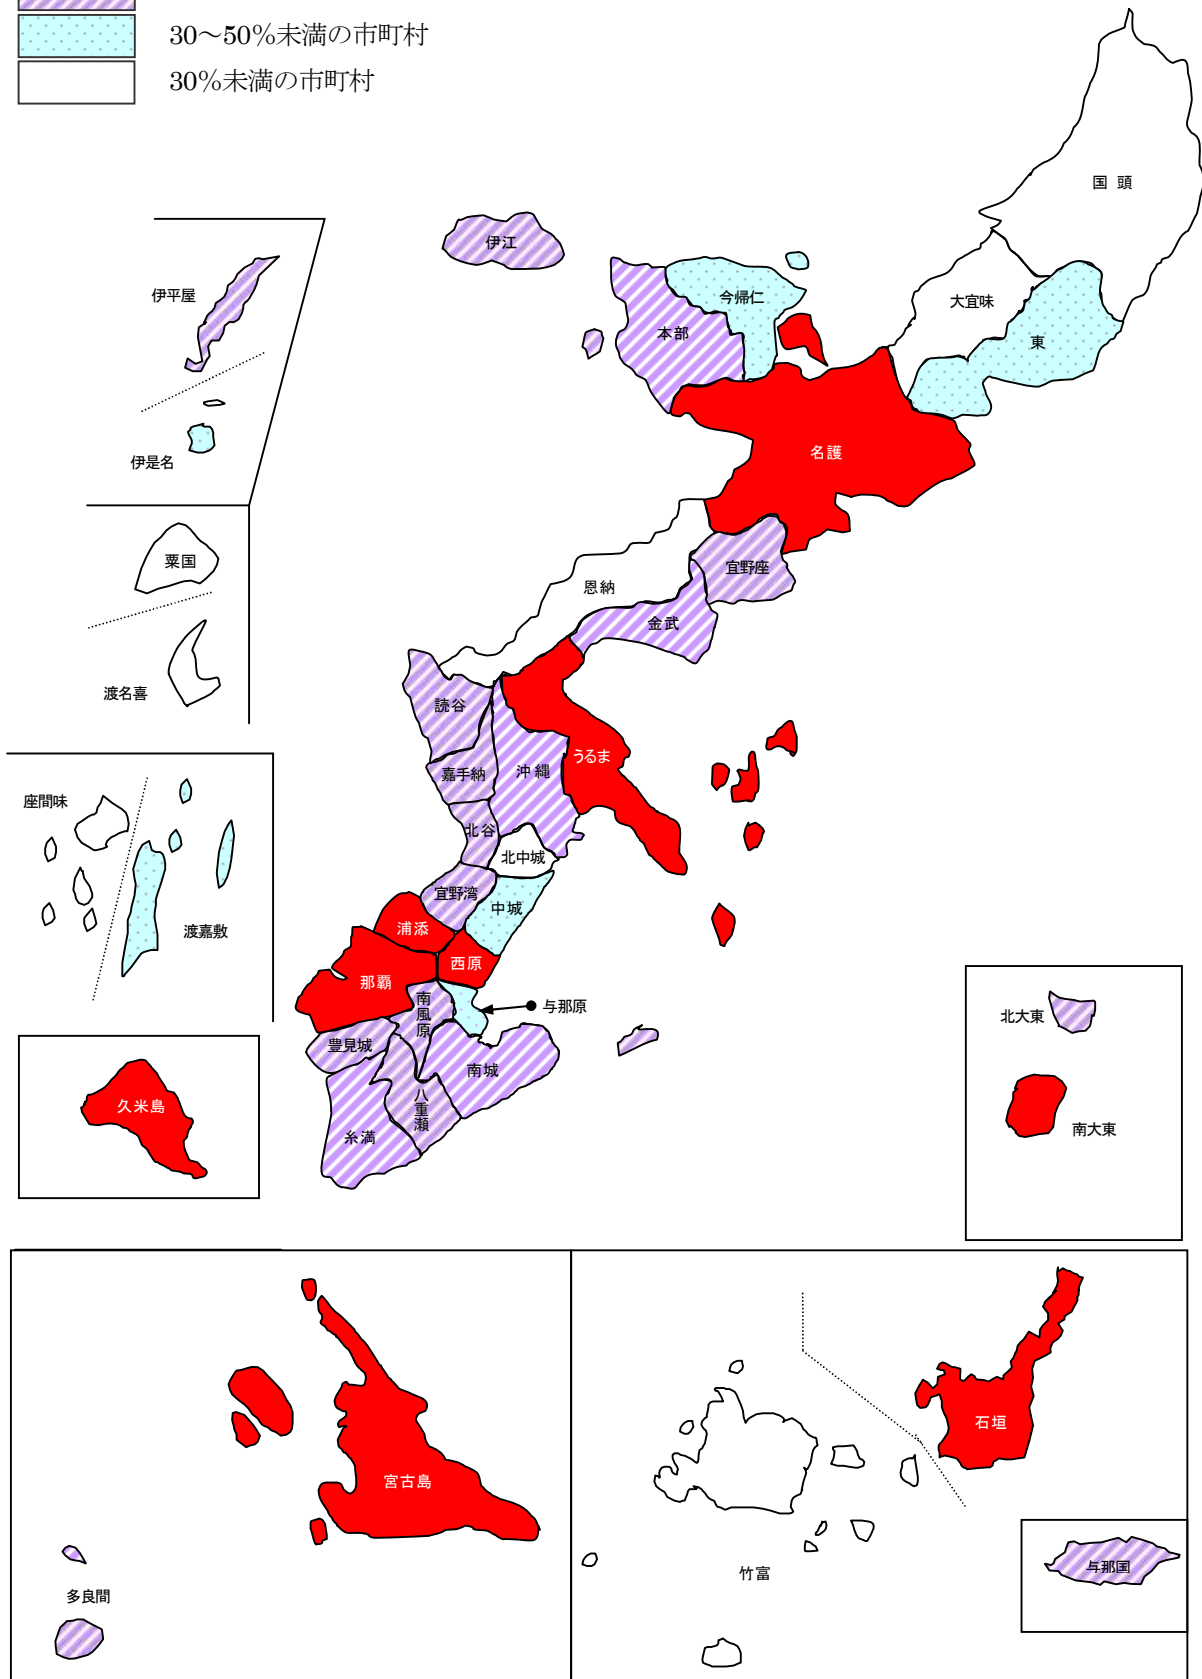 30～50％未満の市町村
30％未満の市町村
国頭
伊江
伊平屋
今帰仁
大宜味
本部
東
伊是名
名護
粟国
宜野座
恩納
金武
渡名喜
読谷
うるま
嘉手納
沖縄
座間味
北谷
北中城
宜野湾
中城
浦添
渡嘉敷
西原
那覇
南風原
与那原
北大東
豊見城
南城
久米島
八重瀬
南大東
糸満
石垣
宮古島
与那国
竹富
多良間